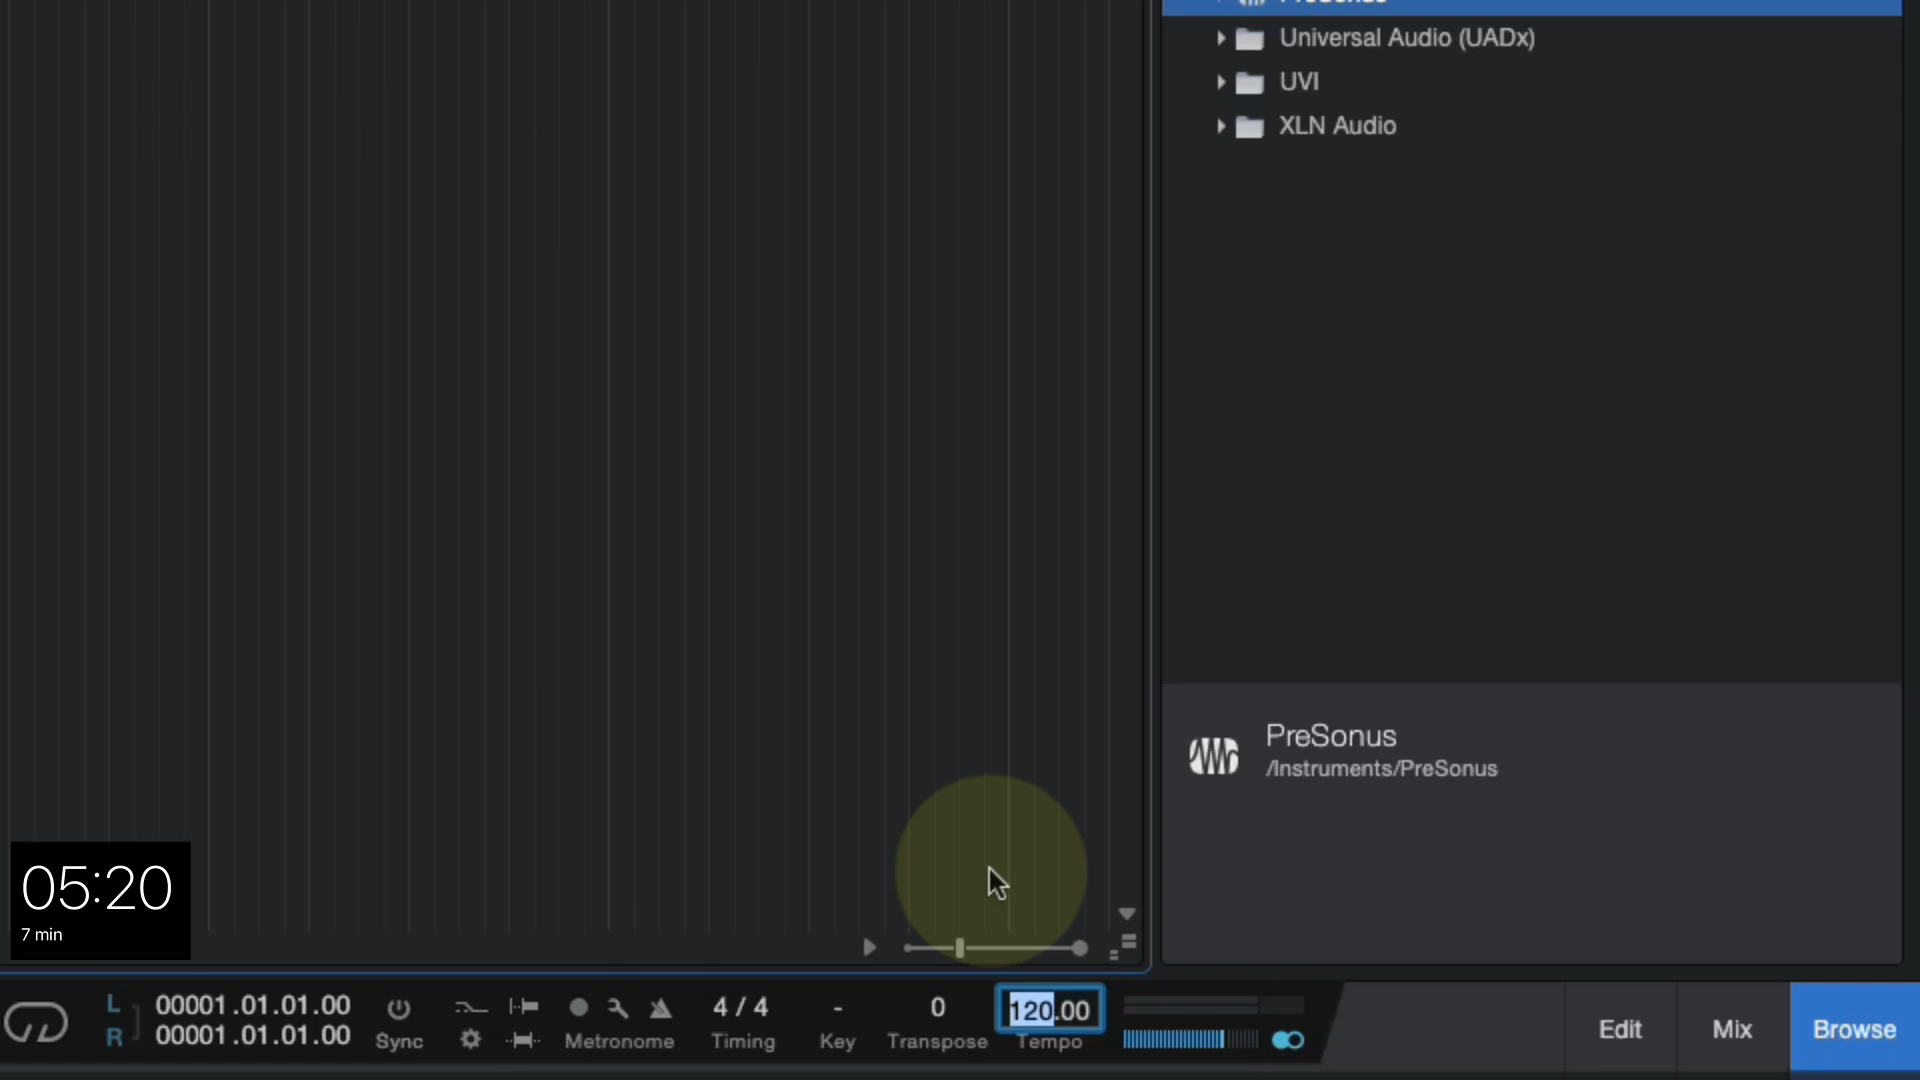 PreSonus
Universal Audio (UADx)
UVI
XLN Audio
PreSonus
/Instruments/PreSonus
05:20
7 min
L 00001.01.01.00
R 00001.01.01.00
Sync
Metronome
4 / 4
Timing
-
Key
0
Transpose
120.00
Tempo
Edit
Mix
Browse